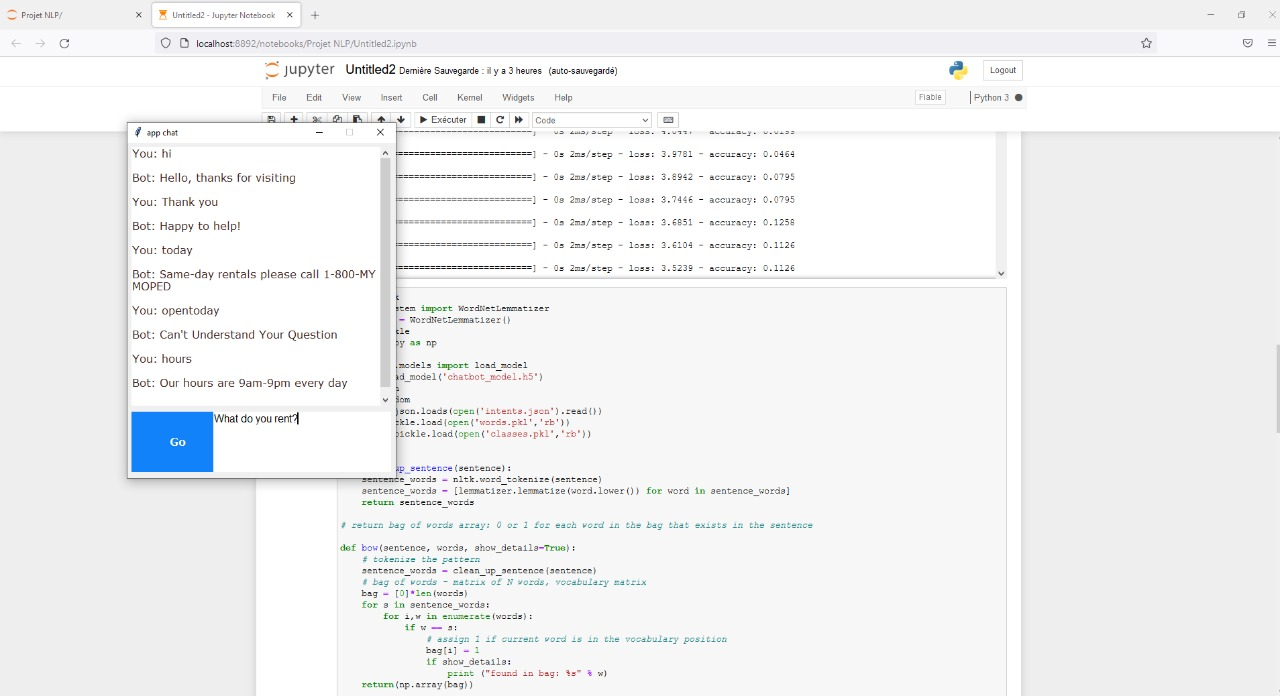 Projet NLP/
Untitled2 - Jupyter Notebook
localhost:8892/notebooks/Projet NLP/Untitled2.ipynb
jupyter Untitled2 Dernière Sauvegarde : il y a 3 heures (auto-sauvegardé)
Logout
File Edit View Insert Cell Kernel Widgets Help
Fiable
Python 3
Exécuter
Code
app chat
You: hi
Bot: Hello, thanks for visiting
You: Thank you
Bot: Happy to help!
You: today
Bot: Same-day rentals please call 1-800-MY
MOPED
You: opentoday
Bot: Can't Understand Your Question
You: hours
Bot: Our hours are 9am-9pm every day
Go
What do you rent?
==============================] - 0s 2ms/step - loss: 3.9781 - accuracy: 0.0464
==============================] - 0s 2ms/step - loss: 3.8942 - accuracy: 0.0795
==============================] - 0s 2ms/step - loss: 3.7446 - accuracy: 0.0795
==============================] - 0s 2ms/step - loss: 3.6851 - accuracy: 0.1258
==============================] - 0s 2ms/step - loss: 3.6104 - accuracy: 0.1126
==============================] - 0s 2ms/step - loss: 3.5239 - accuracy: 0.1126
k
stem import WordNetLemmatizer
= WordNetLemmatizer()
kle
py as np
.models import load_model
ad_model('chatbot_model.h5')
n
dom
json.loads(open('intents.json').read())
kle.load(open('words.pkl','rb'))
pickle.load(open('classes.pkl','rb'))
up_sentence(sentence):
sentence_words = nltk.word_tokenize(sentence)
sentence_words = [lemmatizer.lemmatize(word.lower()) for word in sentence_words]
return sentence_words
# return bag of words array: 0 or 1 for each word in the bag that exists in the sentence
def bow(sentence, words, show_details=True):
# tokenize the pattern
sentence_words = clean_up_sentence(sentence)
# bag of words - matrix of N words, vocabulary matrix
bag = [0]*len(words)
for s in sentence_words:
for i,w in enumerate(words):
if w == s:
# assign 1 if current word is in the vocabulary position
bag[i] = 1
if show_details:
print ("found in bag: %s" % w)
return(np.array(bag))